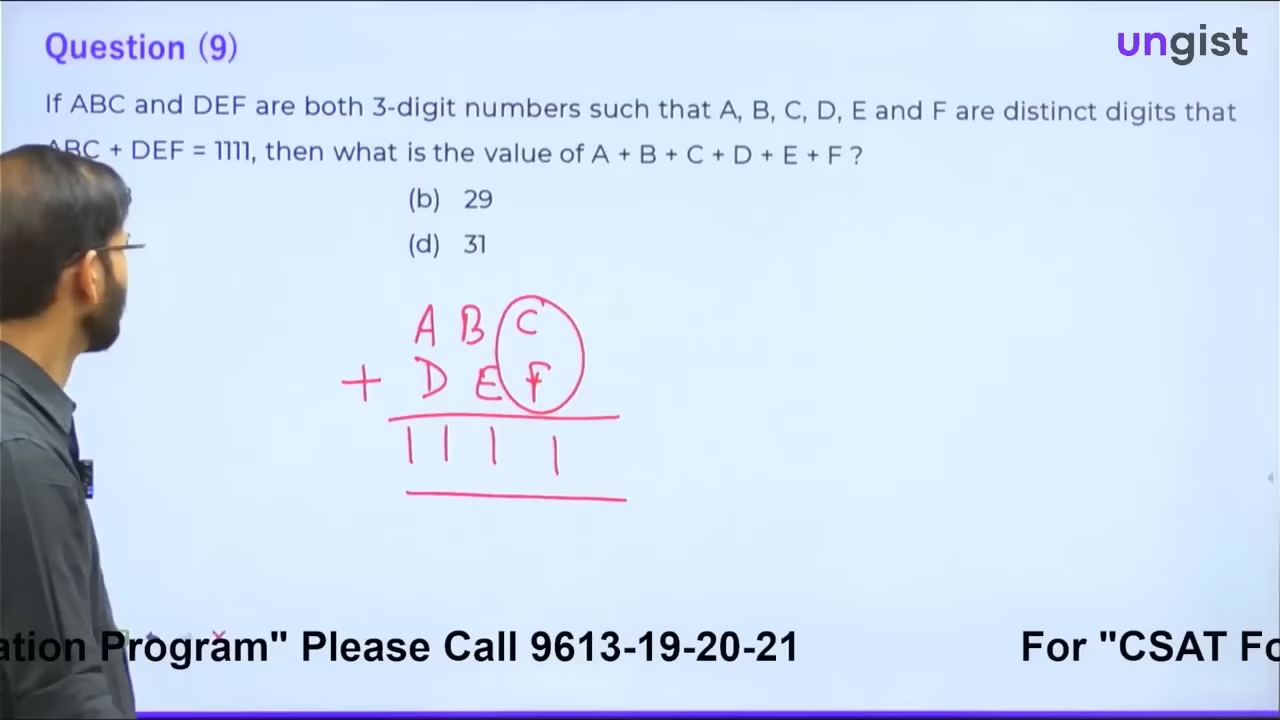 Question (9)
ungist
If ABC and DEF are both 3-digit numbers such that A, B, C, D, E and F are distinct digits that
ABC + DEF = 1111, then what is the value of A + B + C + D + E + F ?
(b) 29
(d) 31
A B C
+ D E F
1 1 1 1
Program" Please Call 9613-19-20-21 For "CSAT